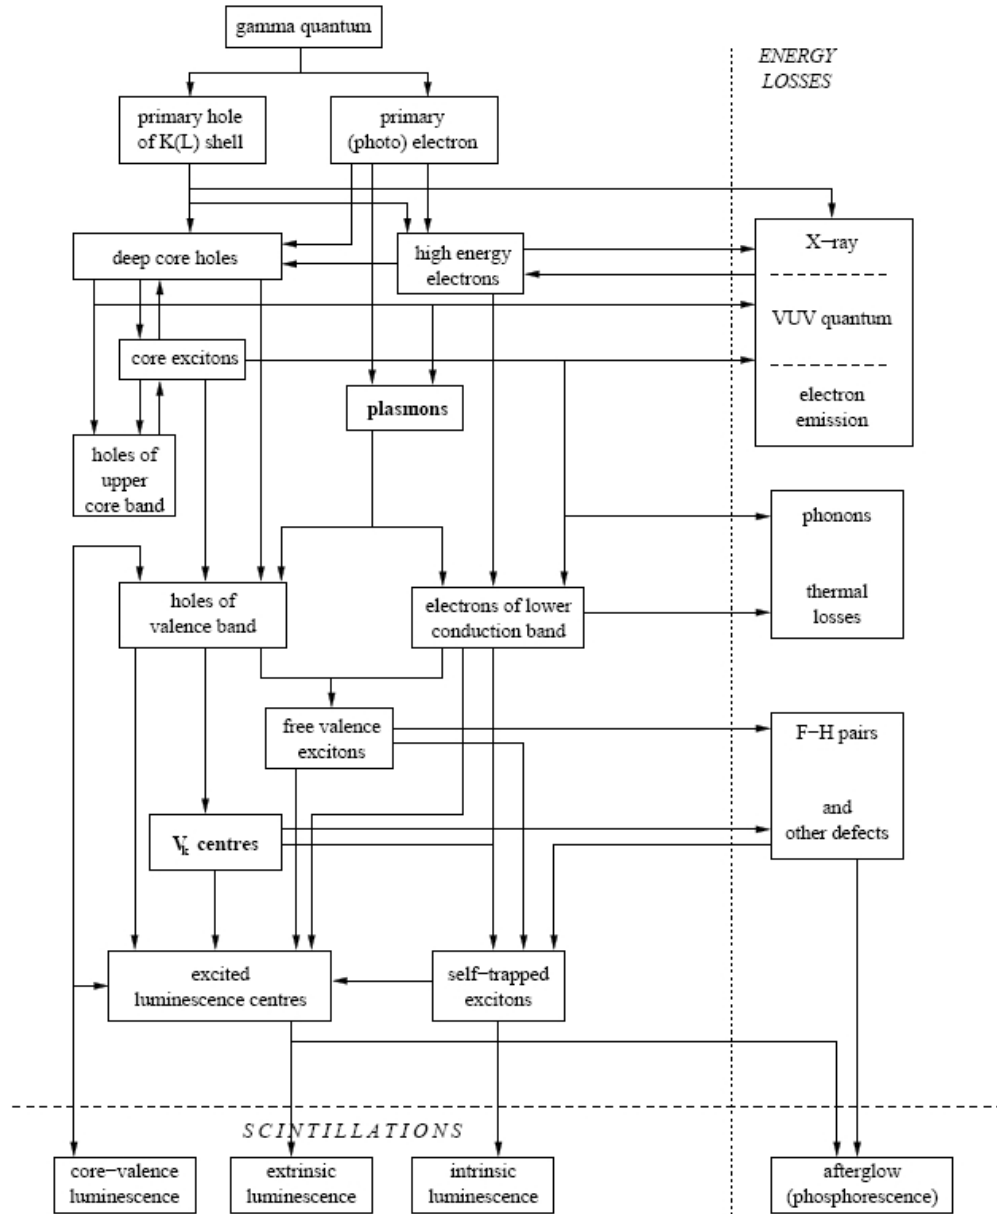 gamma quantum
ENERGY
LOSSES
primary hole
of K(L) shell
primary
(photo) electron
deep core holes
high energy
electrons
X−ray
VUV quantum
electron
emission
core excitons
plasmons
holes of
upper
core band
phonons
thermal
losses
holes of
valence band
electrons of lower
conduction band
free valence
excitons
F−H pairs
and
other defects
Vk centres
excited
luminescence centres
self−trapped
excitons
SCINTILLATIONS
core−valence
luminescence
extrinsic
luminescence
intrinsic
luminescence
afterglow
(phosphorescence)